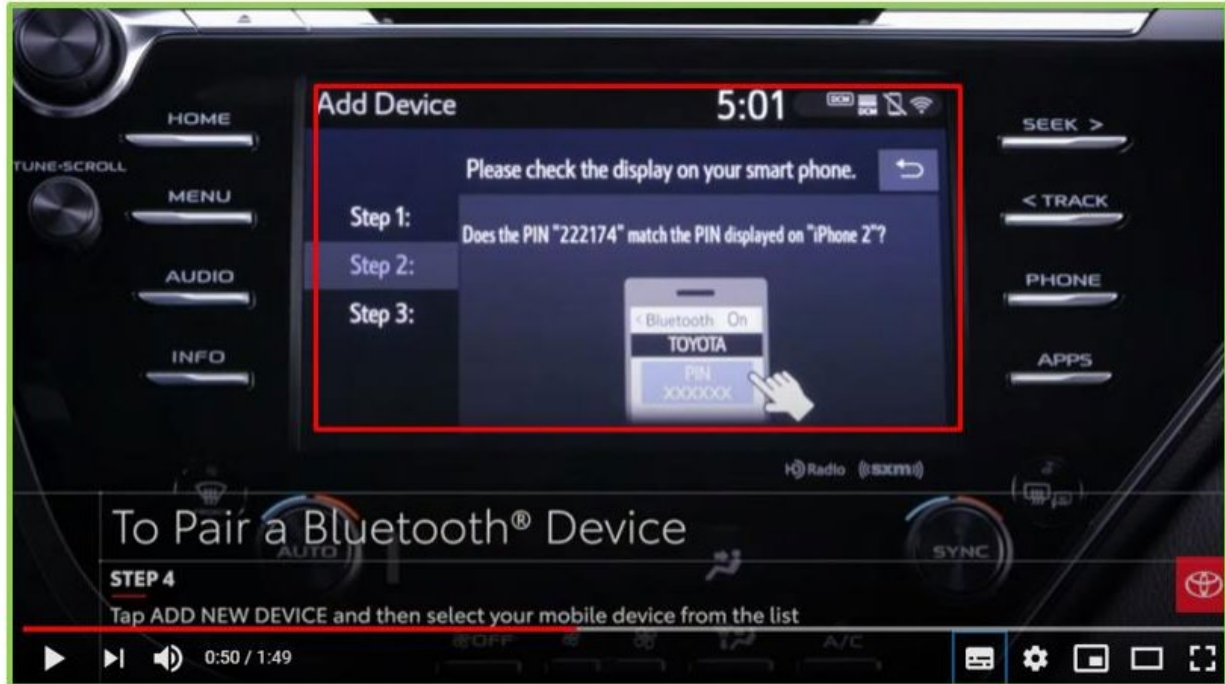 HOME
Add Device
5:01
DCM
DCM
SEEK >
TUNE•SCROLL
Please check the display on your smart phone.
MENU
Step 1:
< TRACK
Does the PIN "222174" match the PIN displayed on "iPhone 2"?
AUDIO
Step 2:
PHONE
Step 3:
< Bluetooth On
TOYOTA
INFO
PIN
XXXXXX
APPS
HD Radio ((SXM))
To Pair a Bluetooth® Device
AUTO
SYNC
STEP 4
Tap ADD NEW DEVICE and then select your mobile device from the list
OFF
A/C
0:50 / 1:49